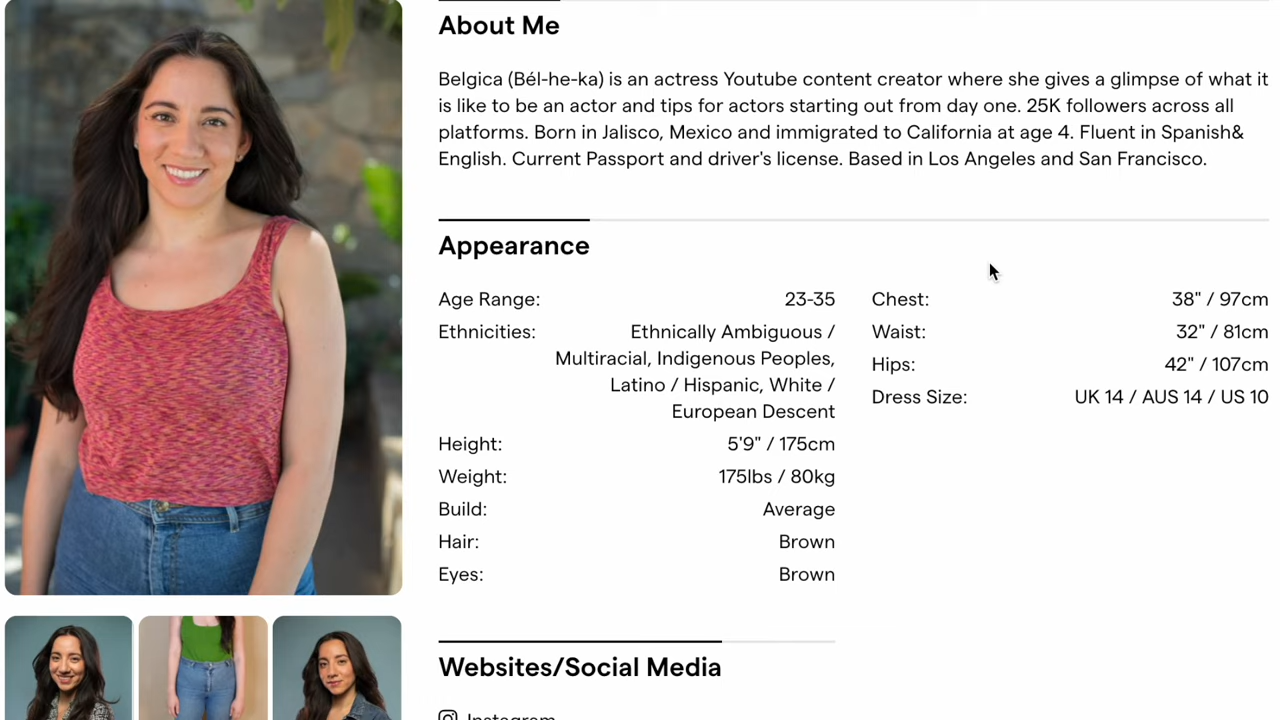 About Me
Belgica (Bél-he-ka) is an actress Youtube content creator where she gives a glimpse of what it
is like to be an actor and tips for actors starting out from day one. 25K followers across all
platforms. Born in Jalisco, Mexico and immigrated to California at age 4. Fluent in Spanish&
English. Current Passport and driver's license. Based in Los Angeles and San Francisco.
Appearance
Age Range: 23-35
Ethnicities: Ethnically Ambiguous /
Multiracial, Indigenous Peoples,
Latino / Hispanic, White /
European Descent
Height: 5'9" / 175cm
Weight: 175lbs / 80kg
Build: Average
Hair: Brown
Eyes: Brown
Chest: 38" / 97cm
Waist: 32" / 81cm
Hips: 42" / 107cm
Dress Size: UK 14 / AUS 14 / US 10
Websites/Social Media
Instagram